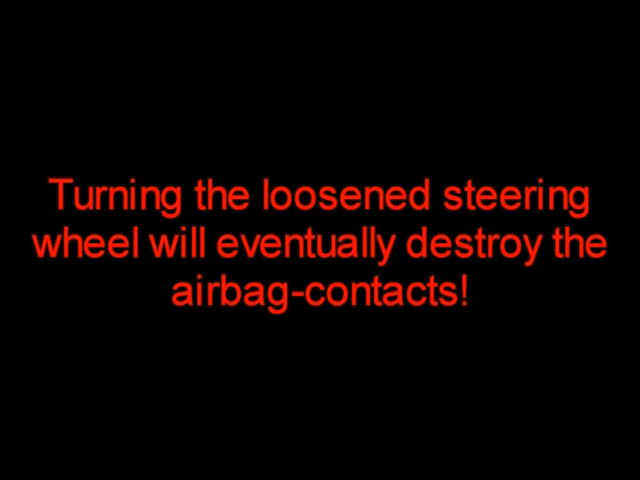 Turning the loosened steering
wheel will eventually destroy the
airbag-contacts!